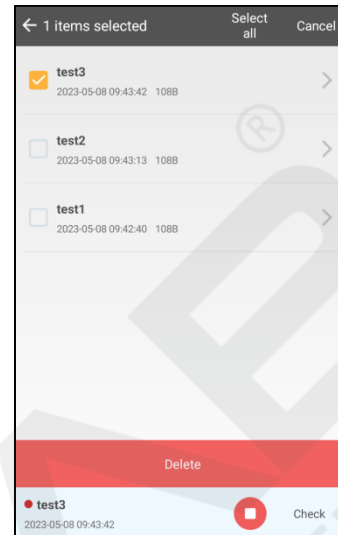 ← 1 items selected Select all Cancel
test3
2023-05-08 09:43:42 108B
test2
2023-05-08 09:43:13 108B
test1
2023-05-08 09:42:40 108B
®
Delete
test3
2023-05-08 09:43:42
Check